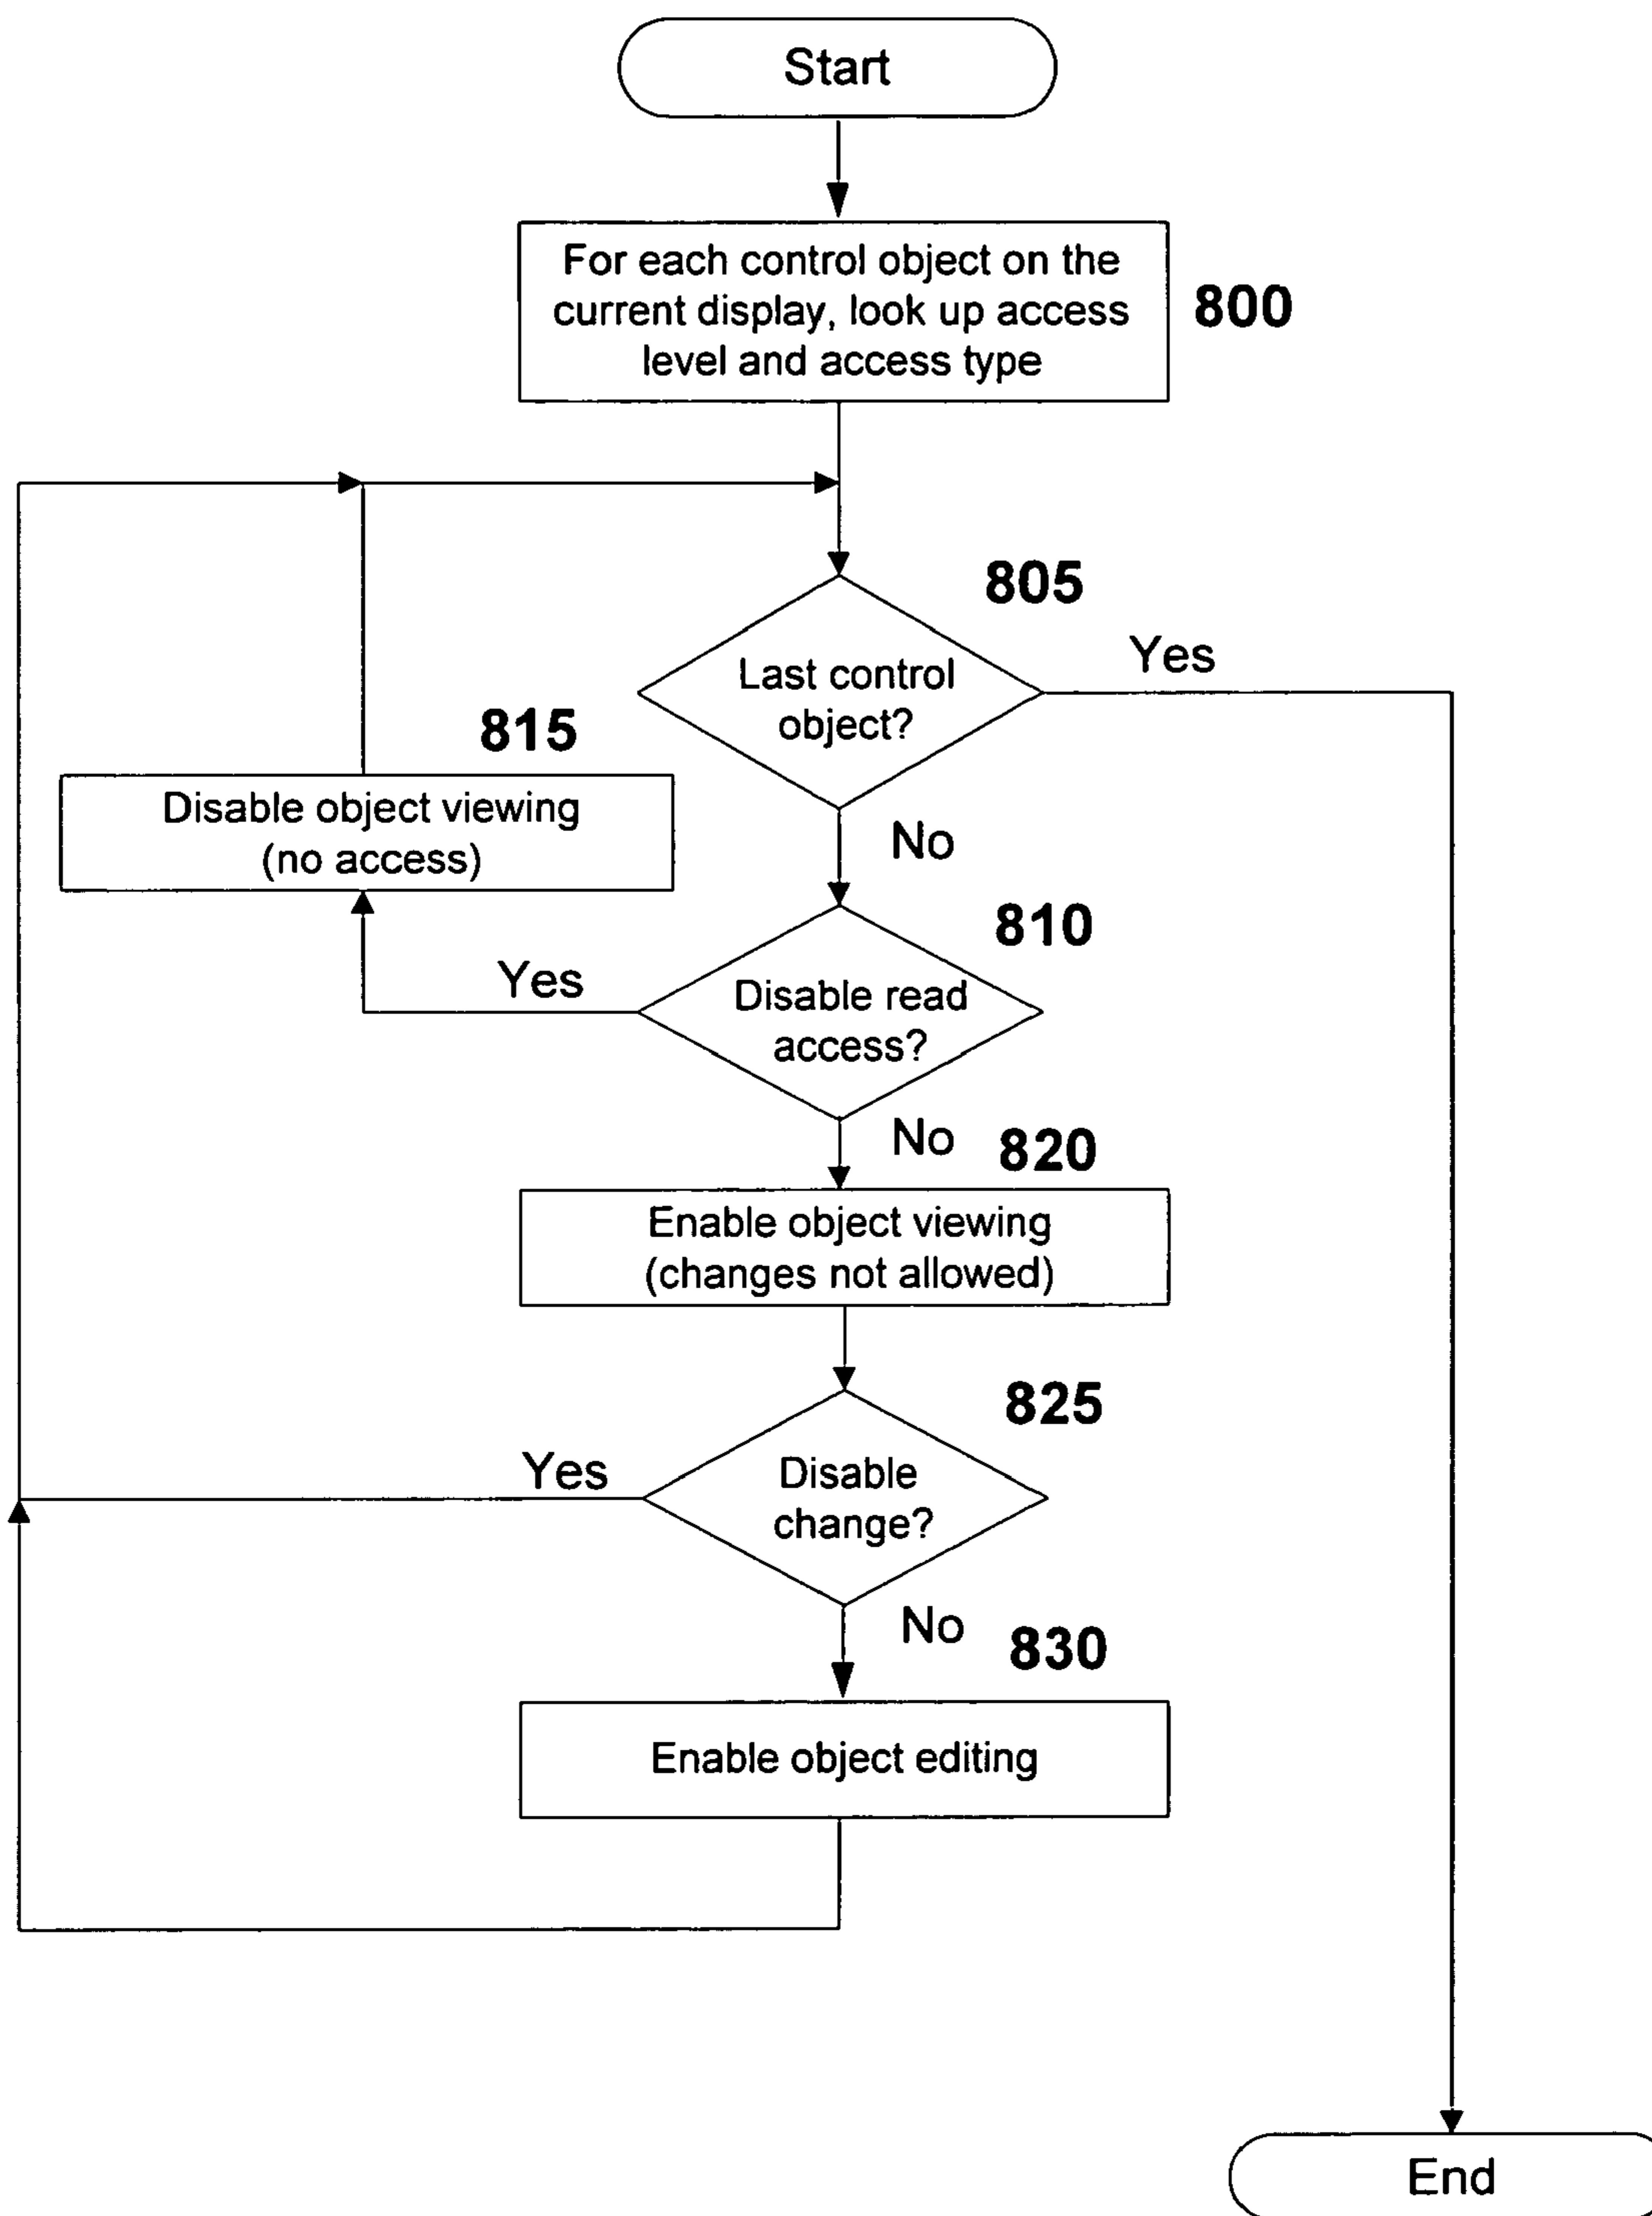 Start
For each control object on the
current display, look up access
level and access type
800
805
Last control
object?
Yes
815
Disable object viewing
(no access)
No
810
Disable read
access?
Yes
No
820
Enable object viewing
(changes not allowed)
825
Disable
change?
Yes
No
830
Enable object editing
End